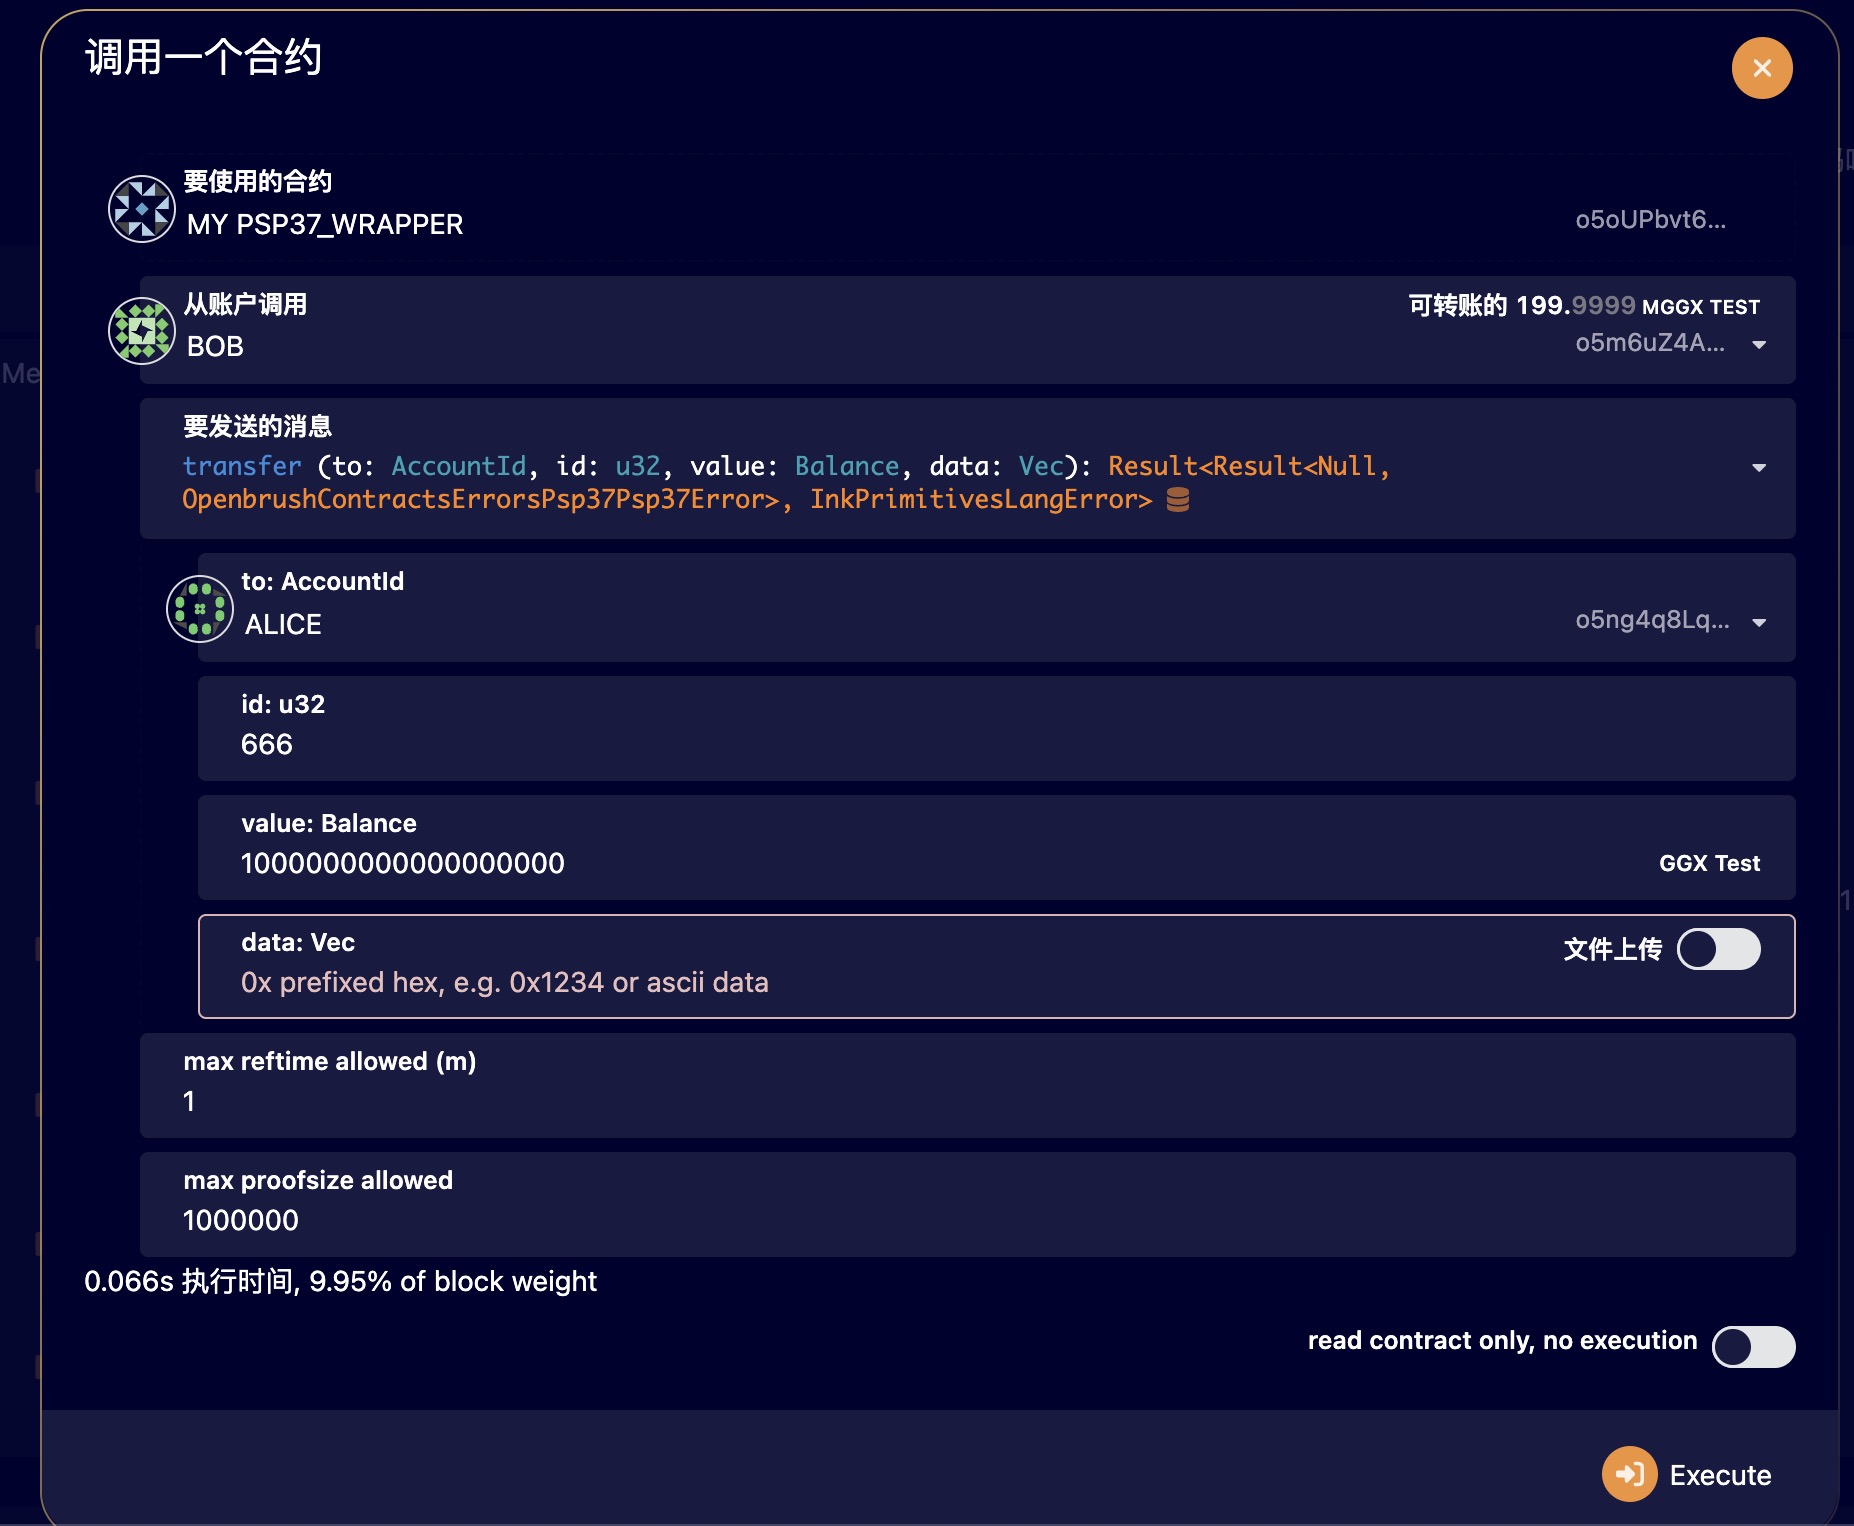 调用一个合约
要使用的合约
MY PSP37_WRAPPER
o5oUPbvt6...
从账户调用
可转账的 199.9999 MGGX TEST
BOB
o5m6uZ4A...
Me
要发送的消息
transfer (to: AccountId, id: u32, value: Balance, data: Vec): Result<Result<Null,
OpenbrushContractsErrorsPsp37Psp37Error>, InkPrimitivesLangError>
to: AccountId
ALICE
o5ng4q8Lq...
id: u32
666
value: Balance
1000000000000000000
GGX Test
data: Vec
文件上传
0x prefixed hex, e.g. 0x1234 or ascii data
max reftime allowed (m)
1
max proofsize allowed
1000000
0.066s 执行时间, 9.95% of block weight
read contract only, no execution
Execute